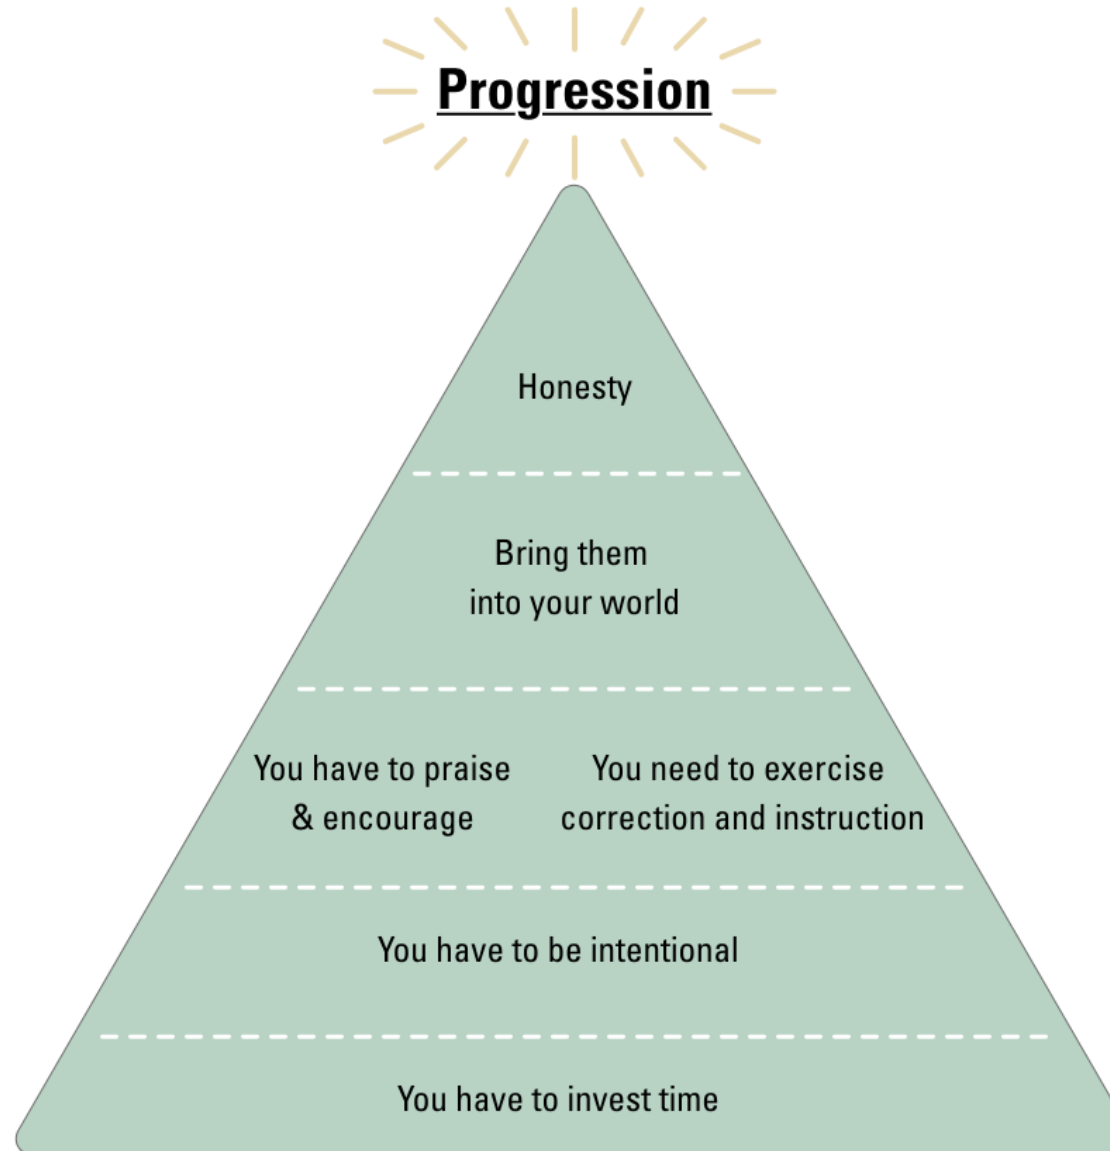 Progression
Honesty
Bring them
into your world
You have to praise
& encourage
You need to exercise
correction and instruction
You have to be intentional
You have to invest time